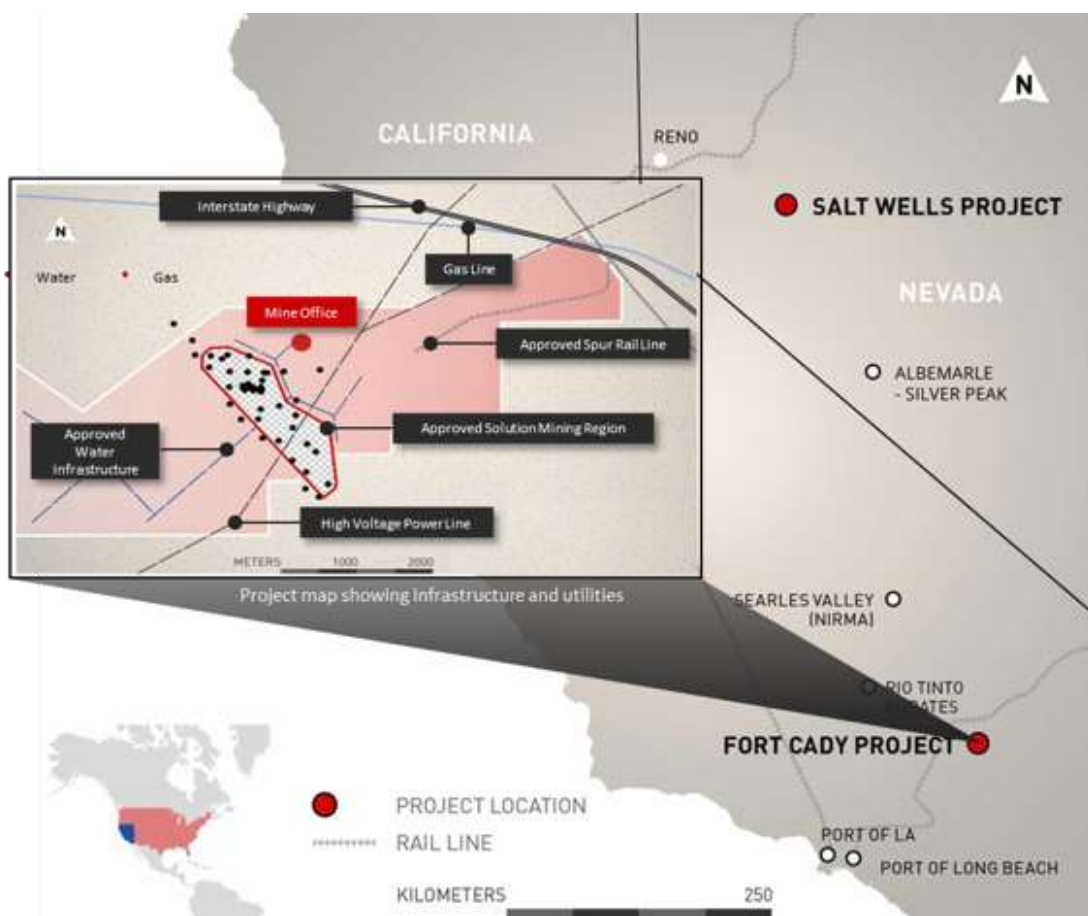 N
CALIFORNIA
RENO
SALT WELLS PROJECT
NEVADA
ALBEMARLE
- SILVER PEAK
Interstate Highway
N
Gas Line
Water
Gas
Mine Office
Approved Spur Rail Line
Approved
Water
Infrastructure
Approved Solution Mining Region
High Voltage Power Line
METERS 1000 2000
Project map showing infrastructure and utilities
SEARLES VALLEY
(NIRMA)
RIO TINTO
FORT CADY PROJECT
PROJECT LOCATION
RAIL LINE
PORT OF LA
PORT OF LONG BEACH
KILOMETERS 250